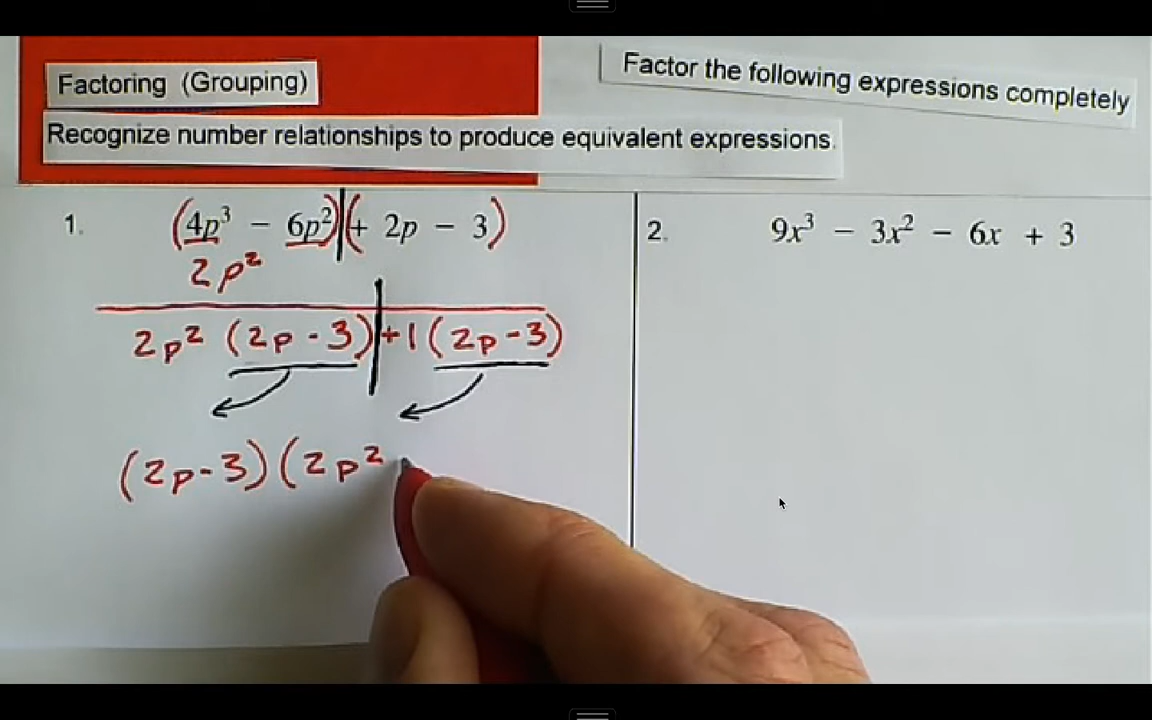 Factoring (Grouping)
Factor the following expressions completely
Recognize number relationships to produce equivalent expressions.
1. (4p³ − 6p²)|(+ 2p − 3)
2p²
2p² (2p - 3)|+1(2p-3)
(2p-3)(2p²
2. 9x³ − 3x² − 6x + 3